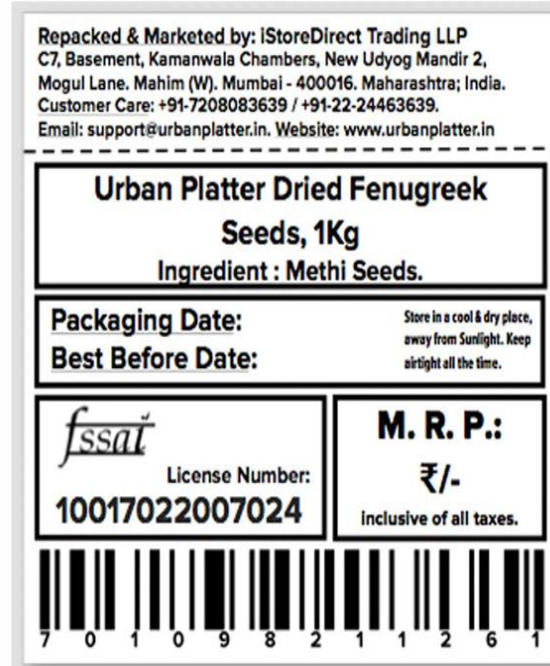 Repacked & Marketed by: iStoreDirect Trading LLP
C7, Basement, Kamanwala Chambers, New Udyog Mandir 2,
Mogul Lane. Mahim (W). Mumbai - 400016. Maharashtra; India.
Customer Care: +91-7208083639 / +91-22-24463639.
Email: support@urbanplatter.in. Website: www.urbanplatter.in
Urban Platter Dried Fenugreek
Seeds, 1Kg
Ingredient : Methi Seeds.
Packaging Date:
Best Before Date:
Store in a cool & dry place,
away from Sunlight. Keep
airtight all the time.
fssai
License Number:
10017022007024
M. R. P.:
₹/-
inclusive of all taxes.
7 0 1 0 9 8 2 1 1 2 6 1